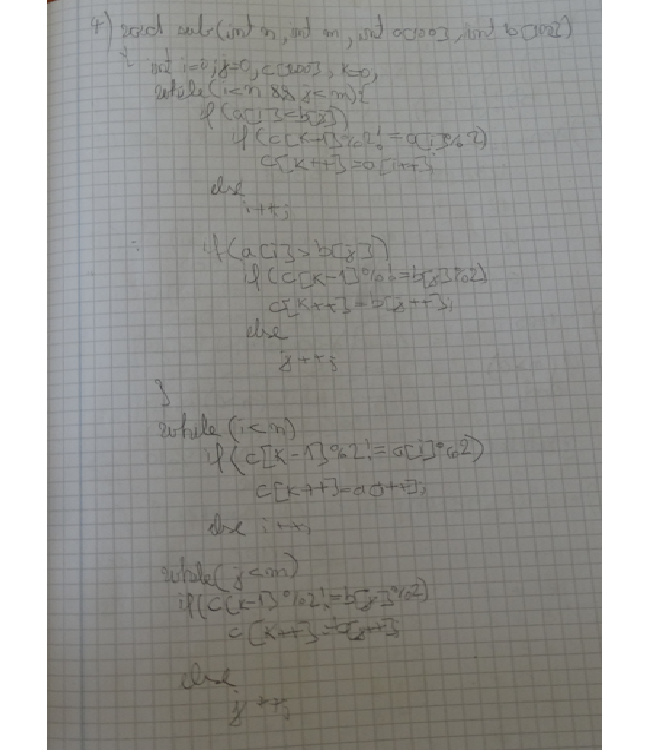 4) void sub(int n, int m, int a[100], int b[100])
{ int i=0, j=0, c[200], k=0;
while(i<n && j<m){
if(a[i]<b[j])
if(c[k-1]%2!=a[i]%2)
c[k++]=a[i++];
else
i++;
if(a[i]>b[j])
if(c[k-1]%!=b[j]%2)
c[k++]=b[j++];
else
j++;
}
while(i<n)
if(c[k-1]%2!=a[i]%2)
c[k++]=a[i++];
else i++;
while(j<m)
if(c[k-1]%2!=b[j]%2)
c[k++]=b[j++];
else
j++;